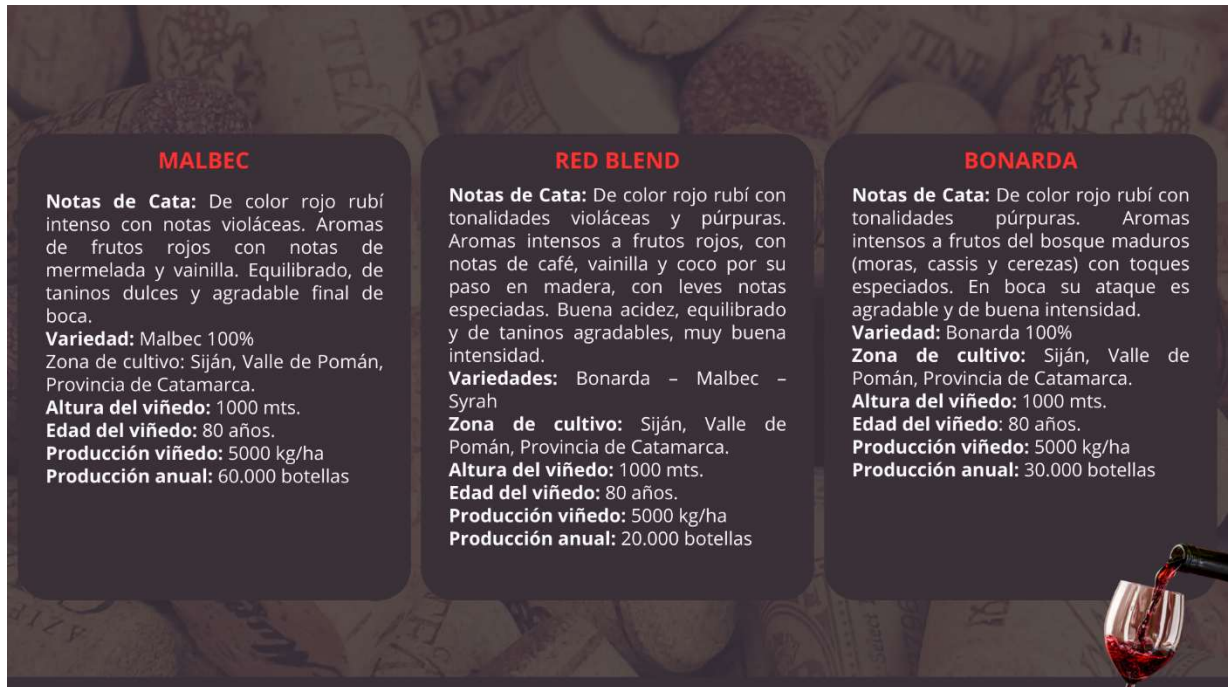 MALBEC
Notas de Cata: De color rojo rubí
intenso con notas violáceas. Aromas
de frutos rojos con notas de
mermelada y vainilla. Equilibrado, de
taninos dulces y agradable final de
boca.
Variedad: Malbec 100%
Zona de cultivo: Siján, Valle de Pomán,
Provincia de Catamarca.
Altura del viñedo: 1000 mts.
Edad del viñedo: 80 años.
Producción viñedo: 5000 kg/ha
Producción anual: 60.000 botellas
RED BLEND
Notas de Cata: De color rojo rubí con
tonalidades violáceas y púrpuras.
Aromas intensos a frutos rojos, con
notas de café, vainilla y coco por su
paso en madera, con leves notas
especiadas. Buena acidez, equilibrado
y de taninos agradables, muy buena
intensidad.
Variedades: Bonarda – Malbec –
Syrah
Zona de cultivo: Siján, Valle de
Pomán, Provincia de Catamarca.
Altura del viñedo: 1000 mts.
Edad del viñedo: 80 años.
Producción viñedo: 5000 kg/ha
Producción anual: 20.000 botellas
BONARDA
Notas de Cata: De color rojo rubí con
tonalidades púrpuras. Aromas
intensos a frutos del bosque maduros
(moras, cassis y cerezas) con toques
especiados. En boca su ataque es
agradable y de buena intensidad.
Variedad: Bonarda 100%
Zona de cultivo: Siján, Valle de
Pomán, Provincia de Catamarca.
Altura del viñedo: 1000 mts.
Edad del viñedo: 80 años.
Producción viñedo: 5000 kg/ha
Producción anual: 30.000 botellas